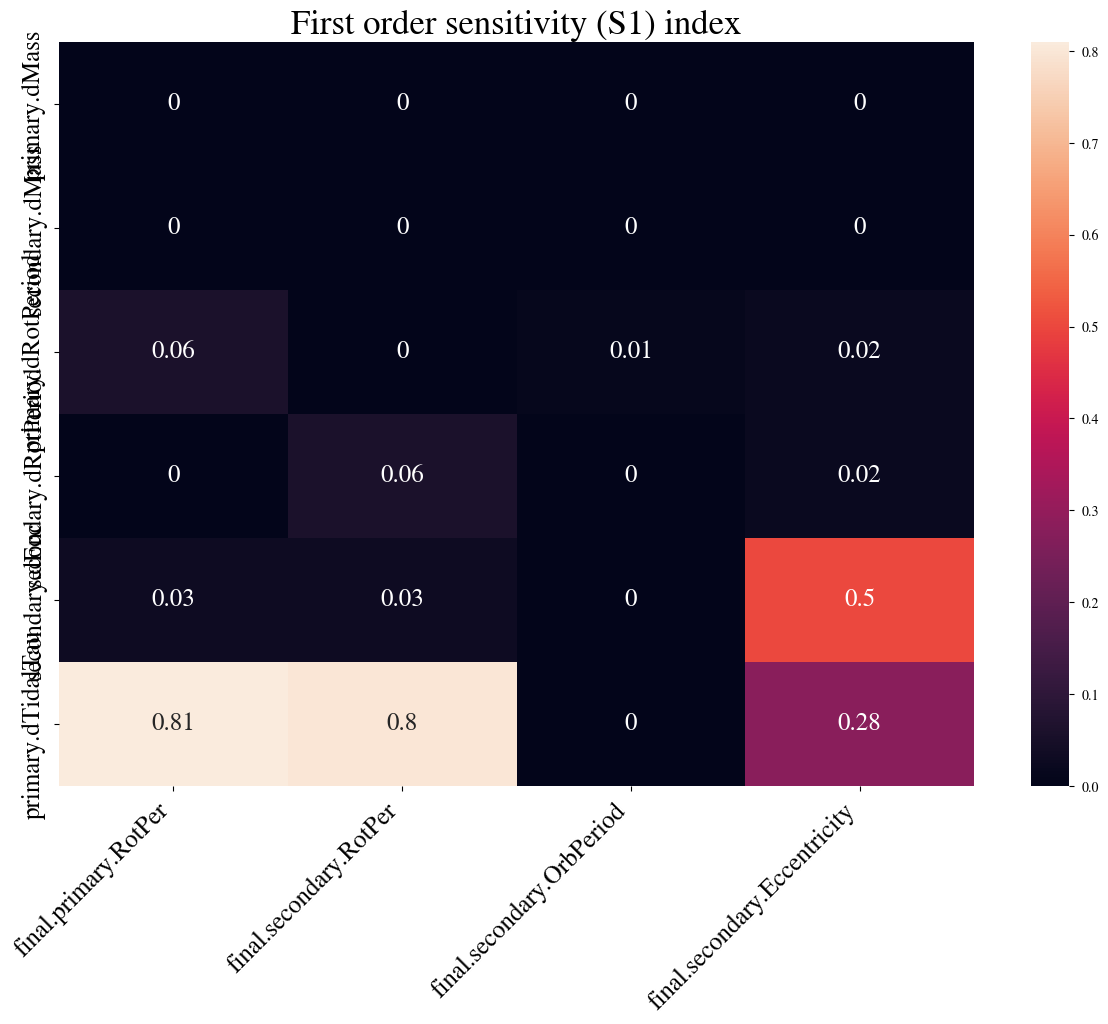 First order sensitivity (S1) index
primary.dMass
0 0 0 0
secondary.dMass
0 0 0 0
primary.dRotPeriod
0.06 0 0.01 0.02
secondary.dRotPeriod
0 0.06 0 0.02
secondary.dEcc
0.03 0.03 0 0.5
primary.dTidalTau
0.81 0.8 0 0.28
final.primary.RotPer
final.secondary.RotPer
final.secondary.OrbPeriod
final.secondary.Eccentricity
0.8
0.7
0.6
0.5
0.4
0.3
0.2
0.1
0.0